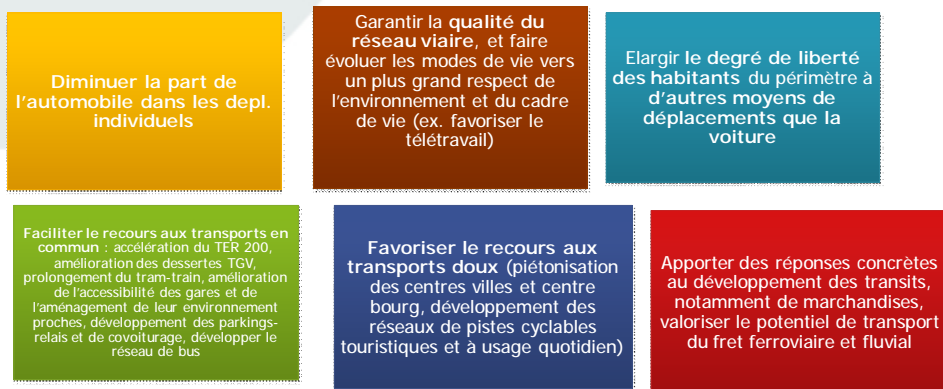 Diminuer la part de
l'automobile dans les depl.
individuels
Garantir la qualité du
réseau viaire, et faire
évoluer les modes de vie vers
un plus grand respect de
l'environnement et du cadre
de vie (ex. favoriser le
télétravail)
Elargir le degré de liberté
des habitants du périmètre à
d'autres moyens de
déplacements que la
voiture
Faciliter le recours aux transports en
commun : accélération du TER 200,
amélioration des dessertes TGV,
prolongement du tram-train, amélioration
de l'accessibilité des gares et de
l'aménagement de leur environnement
proches, développement des parkings-
relais et de covoiturage, développer le
réseau de bus
Favoriser le recours aux
transports doux (piétonisation
des centres villes et centre
bourg, développement des
réseaux de pistes cyclables
touristiques et à usage quotidien)
Apporter des réponses concrètes
au développement des transits,
notamment de marchandises,
valoriser le potentiel de transport
du fret ferroviaire et fluvial